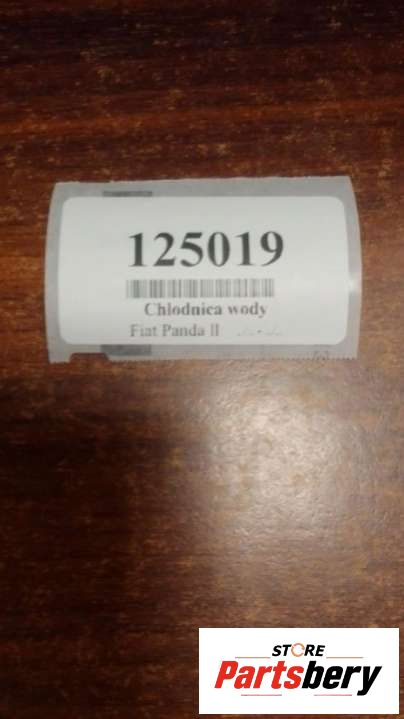 125019
Chlodnica wody
Fiat Panda II
STORE
Partsbery